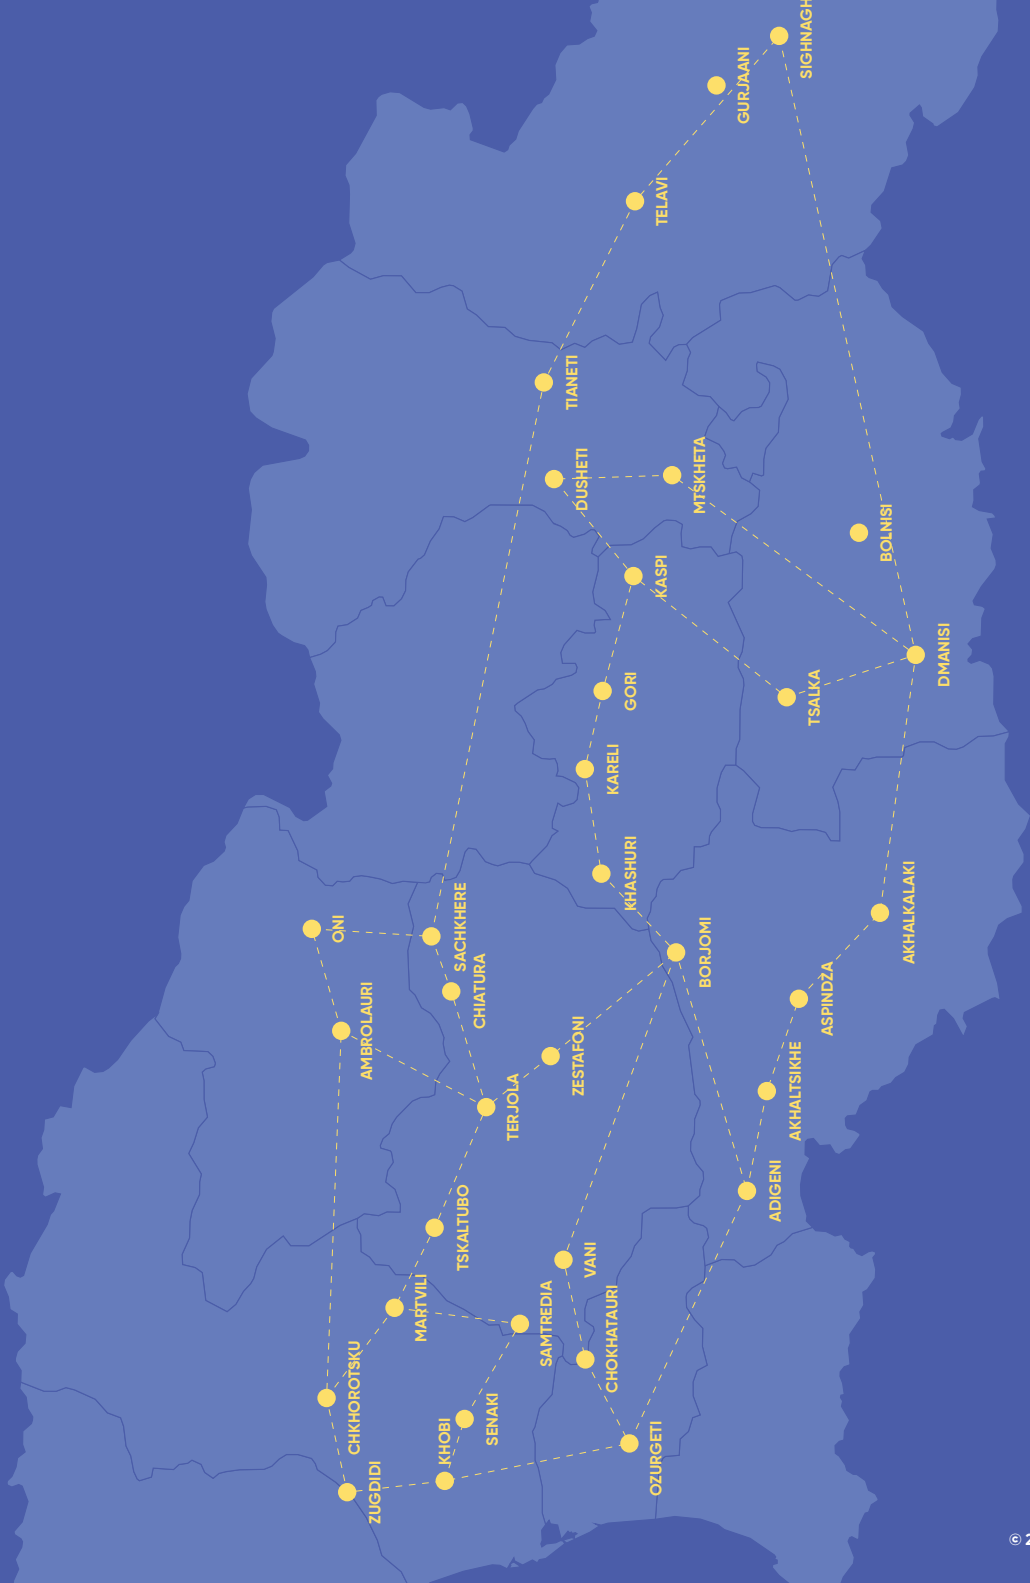 SIGHNAGH
GURJAANI
TELAVI
TIANETI
DUSHETI
MTSKHETA
BOLNISI
KASPI
DMANISI
GORI
TSALKA
KARELI
KHASHURI
AKHALKALAKI
ONI
SACHKHERE
BORJOMI
CHIATURA
ASPINDZA
AMBROLAURI
ZESTAFONI
AKHALTSIKHE
TERJOLA
ADIGENI
TSKALTUBO
VANI
MARTVILI
SAMTREDIA
CHOKHATAURI
CHKHOROTSKU
SENAKI
KHOBI
OZURGETI
ZUGDIDI
© 2